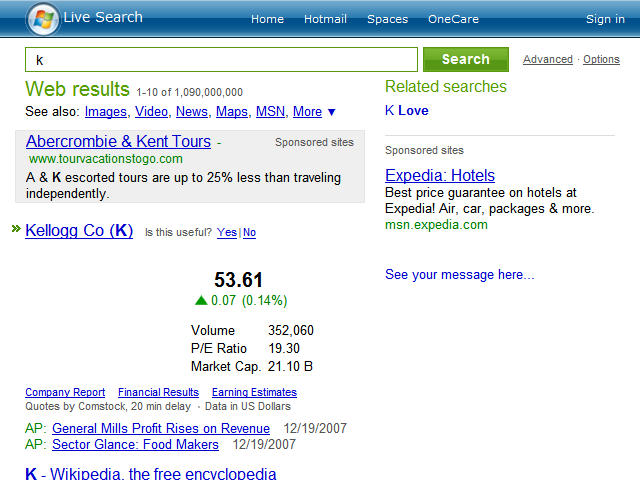 Live Search Home Hotmail Spaces OneCare Sign in
k Search Advanced · Options
Web results 1-10 of 1,090,000,000
See also: Images, Video, News, Maps, MSN, More ▼
Abercrombie & Kent Tours - Sponsored sites
www.tourvacationstogo.com
A & K escorted tours are up to 25% less than traveling
independently.
Kellogg Co (K) Is this useful? Yes | No
53.61
0.07 (0.14%)
Volume 352,060
P/E Ratio 19.30
Market Cap. 21.10 B
Company Report Financial Results Earning Estimates
Quotes by Comstock, 20 min delay · Data in US Dollars
AP: General Mills Profit Rises on Revenue 12/19/2007
AP: Sector Glance: Food Makers 12/19/2007
K - Wikipedia, the free encyclopedia
Related searches
K Love
Sponsored sites
Expedia: Hotels
Best price guarantee on hotels at
Expedia! Air, car, packages & more.
msn.expedia.com
See your message here...